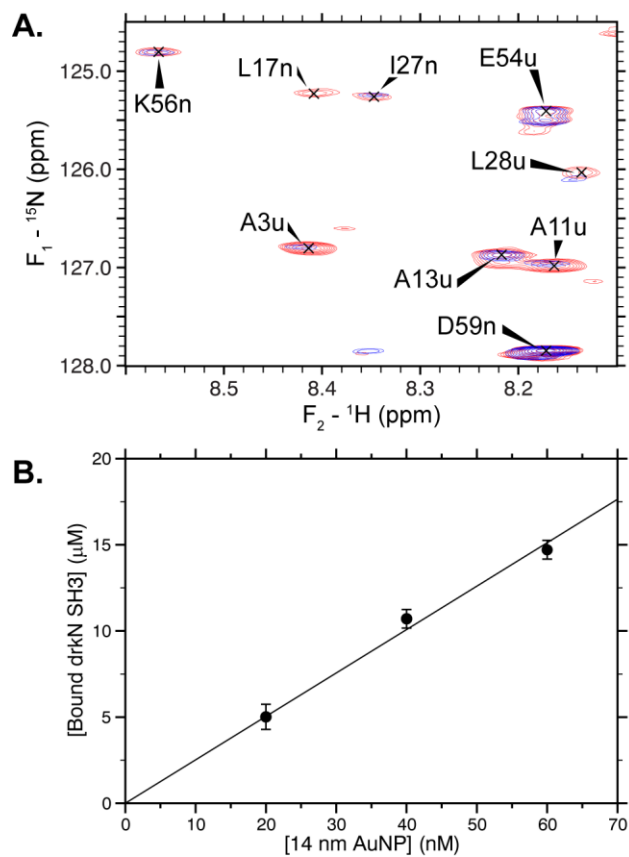 A.
L17n
I27n
E54u
K56n
L28u
A3u
A11u
A13u
D59n
125.0
126.0
127.0
128.0
F1 - 15N (ppm)
8.5
8.4
8.3
8.2
F2 - 1H (ppm)
B.
20
15
10
5
0
[Bound drkN SH3] (μM)
0 10 20 30 40 50 60 70
[14 nm AuNP] (nM)